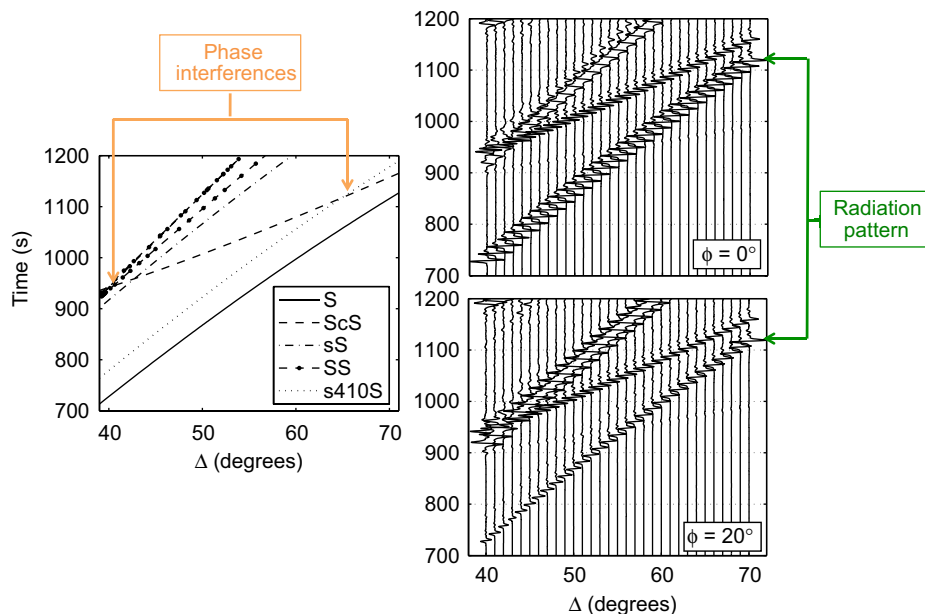 Phase
interferences
1200
1100
1000
900
800
700
Time (s)
40
50
60
70
Δ (degrees)
S
ScS
sS
SS
s410S
1200
1100
1000
900
800
700
ϕ = 0°
1200
1100
1000
900
800
700
ϕ = 20°
40
50
60
70
Δ (degrees)
Radiation
pattern